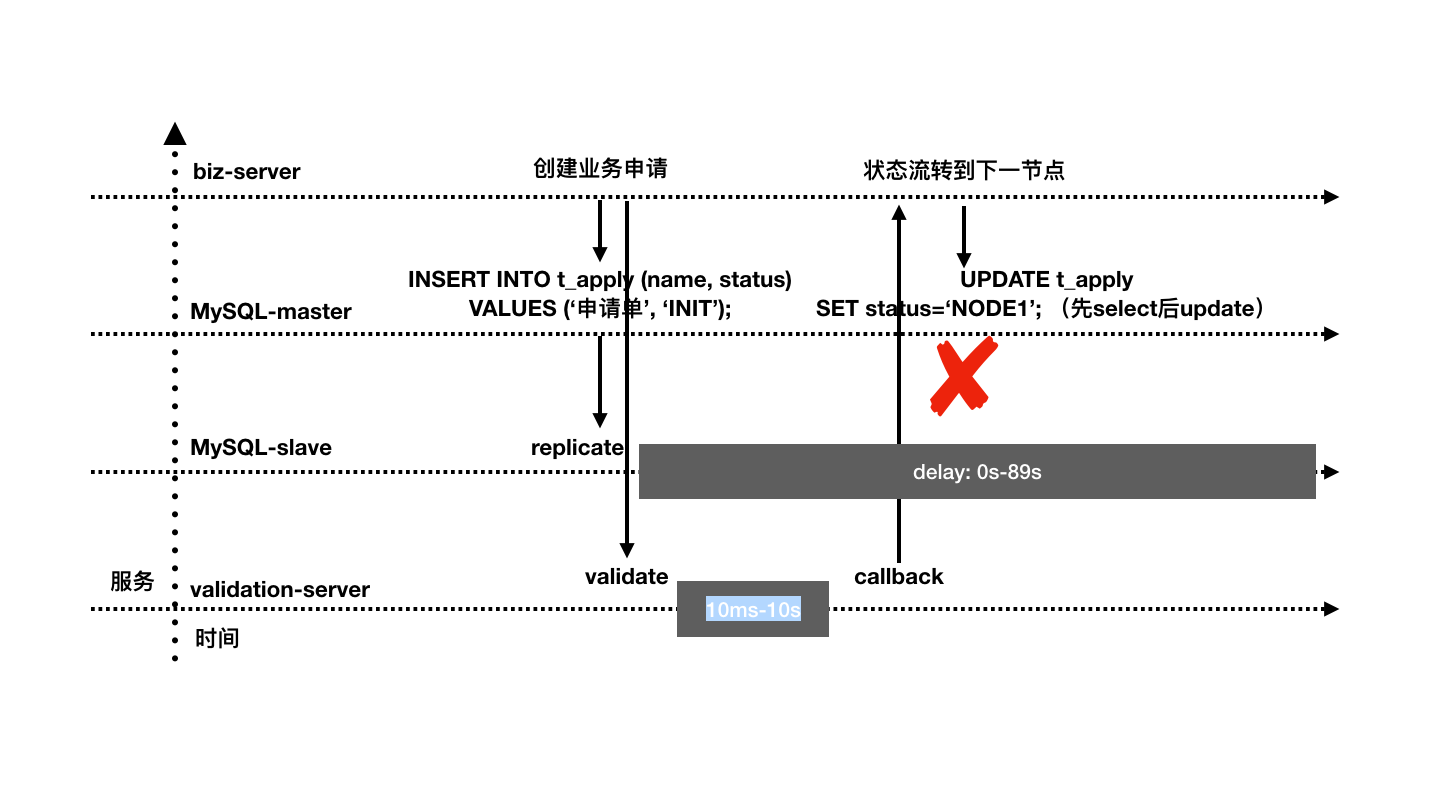 biz-server
创建业务申请
状态流转到下一节点
INSERT INTO t_apply (name, status)
VALUES (‘申请单’, ‘INIT’);
UPDATE t_apply
SET status=‘NODE1’; （先select后update）
MySQL-master
MySQL-slave
replicate
delay: 0s-89s
validate
callback
服务
validation-server
10ms-10s
时间